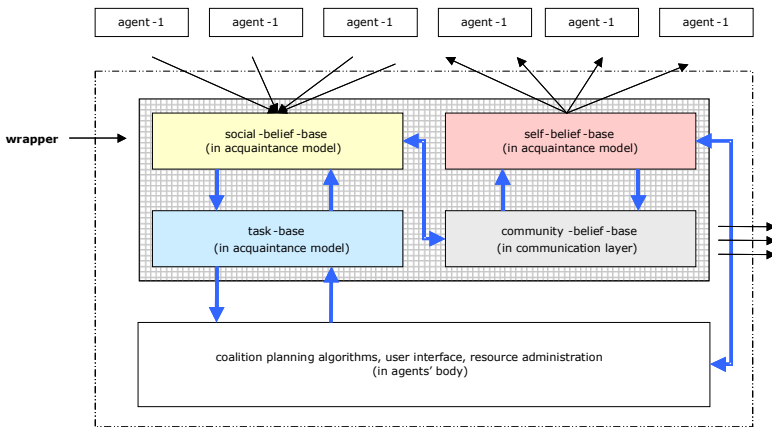 agent-1
agent-1
agent-1
agent-1
agent-1
agent-1
wrapper
social-belief-base
(in acquaintance model)
self-belief-base
(in acquaintance model)
task-base
(in acquaintance model)
community-belief-base
(in communication layer)
coalition planning algorithms, user interface, resource administration
(in agents' body)